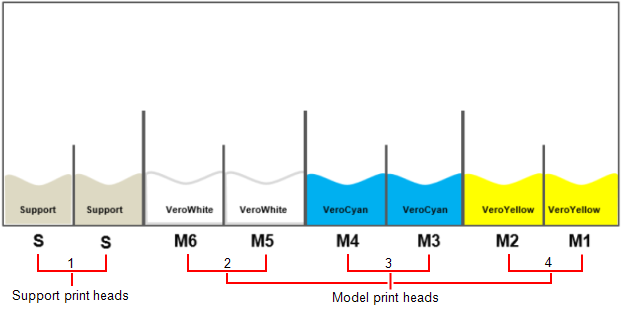 Support Support VeroWhite VeroWhite VeroCyan VeroCyan VeroYellow VeroYellow
S S M6 M5 M4 M3 M2 M1
1 2 3 4
Support print heads Model print heads